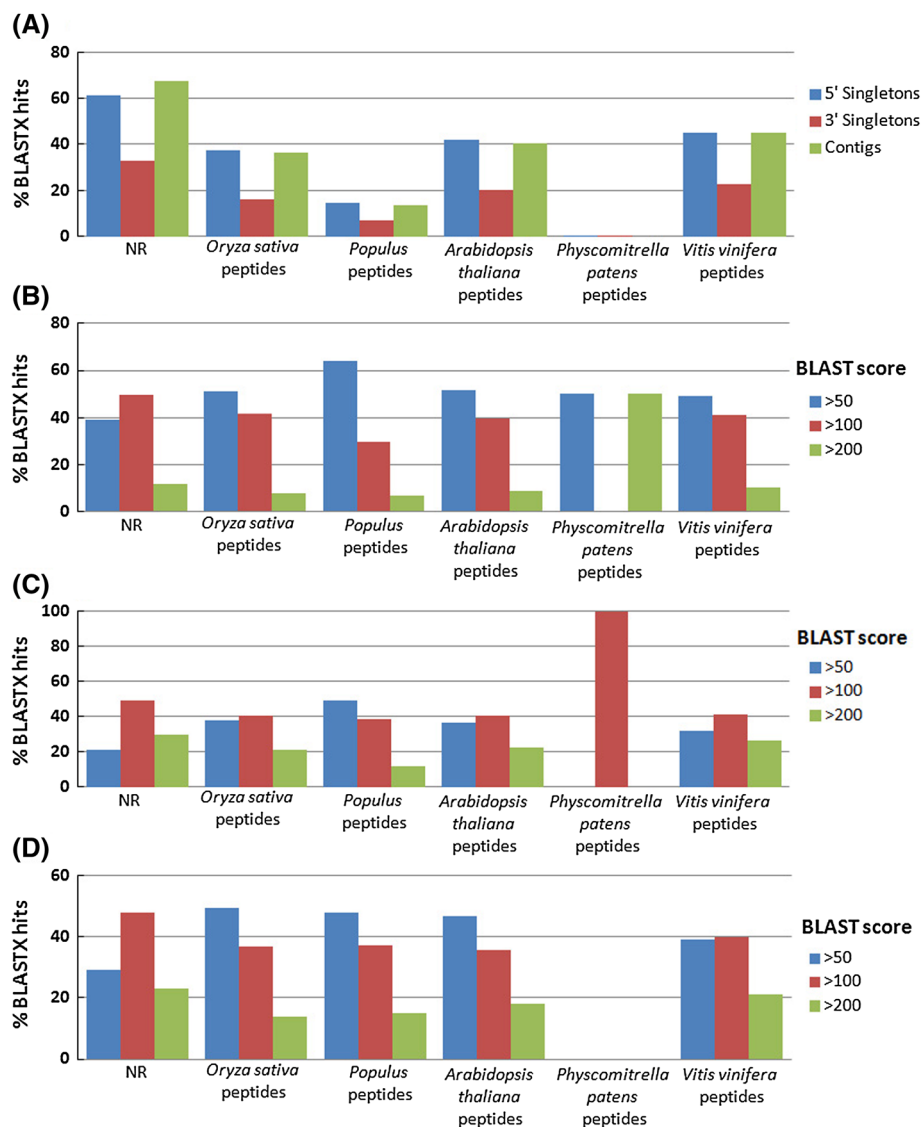 (A)
% BLASTX hits
80
60
40
20
0
NR
Oryza sativa
peptides
Populus
peptides
Arabidopsis
thaliana
peptides
Physcomitrella
patens
peptides
Vitis vinifera
peptides
5' Singletons
3' Singletons
Contigs
(B)
% BLASTX hits
80
60
40
20
0
NR
Oryza sativa
peptides
Populus
peptides
Arabidopsis
thaliana
peptides
Physcomitrella
patens
peptides
Vitis vinifera
peptides
BLAST score
>50
>100
>200
(C)
% BLASTX hits
100
80
60
40
20
0
NR
Oryza sativa
peptides
Populus
peptides
Arabidopsis
thaliana
peptides
Physcomitrella
patens
peptides
Vitis vinifera
peptides
BLAST score
>50
>100
>200
(D)
% BLASTX hits
60
40
20
0
NR
Oryza sativa
peptides
Populus
peptides
Arabidopsis
thaliana
peptides
Physcomitrella
patens
peptides
Vitis vinifera
peptides
BLAST score
>50
>100
>200